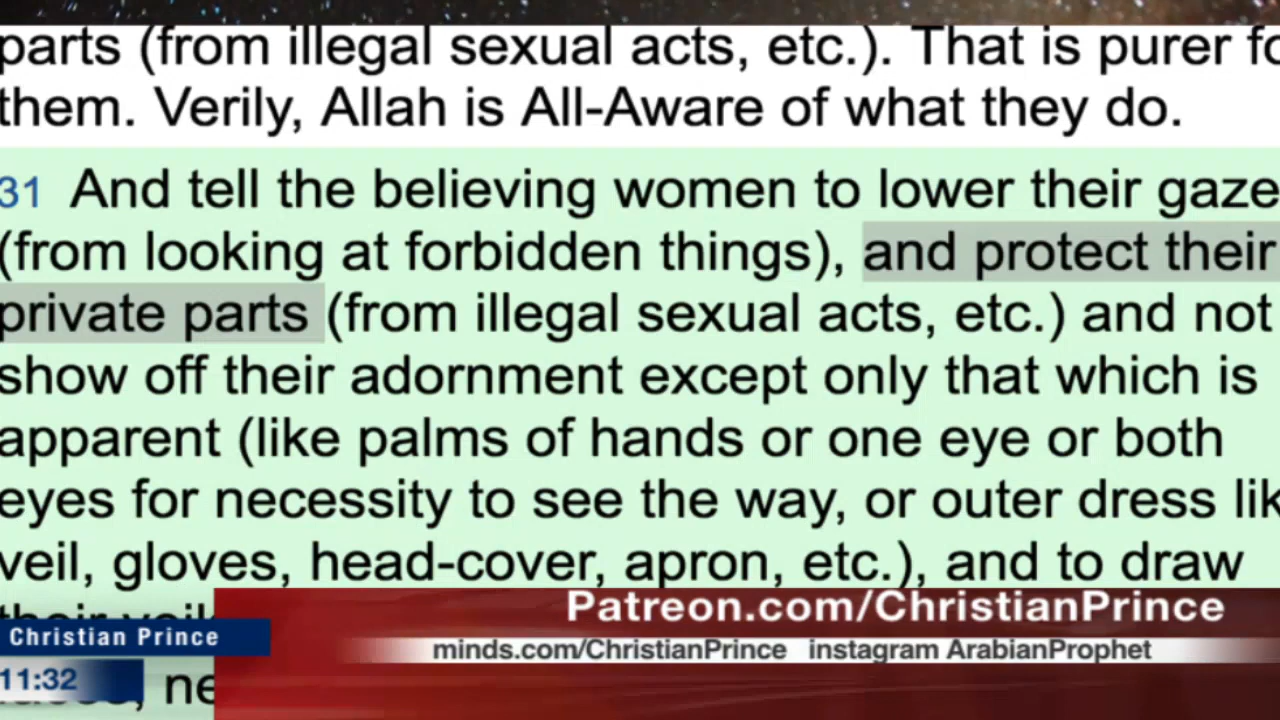 parts (from illegal sexual acts, etc.). That is purer fo
them. Verily, Allah is All-Aware of what they do.
31 And tell the believing women to lower their gaze
(from looking at forbidden things), and protect their
private parts (from illegal sexual acts, etc.) and not
show off their adornment except only that which is
apparent (like palms of hands or one eye or both
eyes for necessity to see the way, or outer dress lik
veil, gloves, head-cover, apron, etc.), and to draw
their veil
Patreon.com/ChristianPrince
Christian Prince
minds.com/ChristianPrince instagram ArabianProphet
11:32
ne